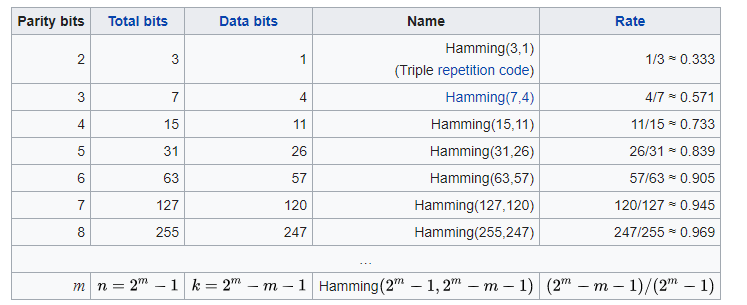 Parity bits Total bits Data bits Name Rate
2 3 1 Hamming(3,1) 1/3 ≈ 0.333
(Triple repetition code)
3 7 4 Hamming(7,4) 4/7 ≈ 0.571
4 15 11 Hamming(15,11) 11/15 ≈ 0.733
5 31 26 Hamming(31,26) 26/31 ≈ 0.839
6 63 57 Hamming(63,57) 57/63 ≈ 0.905
7 127 120 Hamming(127,120) 120/127 ≈ 0.945
8 255 247 Hamming(255,247) 247/255 ≈ 0.969
...
m n = 2^m − 1 k = 2^m − m − 1 Hamming(2^m − 1, 2^m − m − 1) (2^m − m − 1)/(2^m − 1)